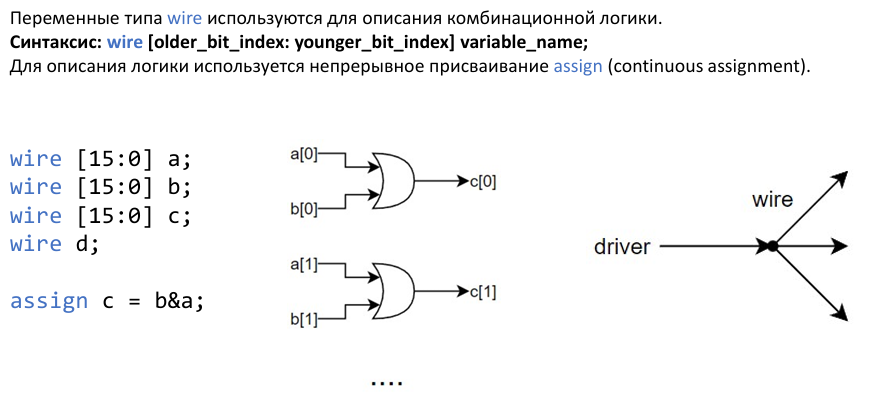 Переменные типа wire используются для описания комбинационной логики.
Синтаксис: wire [older_bit_index: younger_bit_index] variable_name;
Для описания логики используется непрерывное присваивание assign (continuous assignment).
wire [15:0] a;
wire [15:0] b;
wire [15:0] c;
wire d;
assign c = b&a;
a[0]
b[0]
c[0]
a[1]
b[1]
c[1]
....
wire
driver